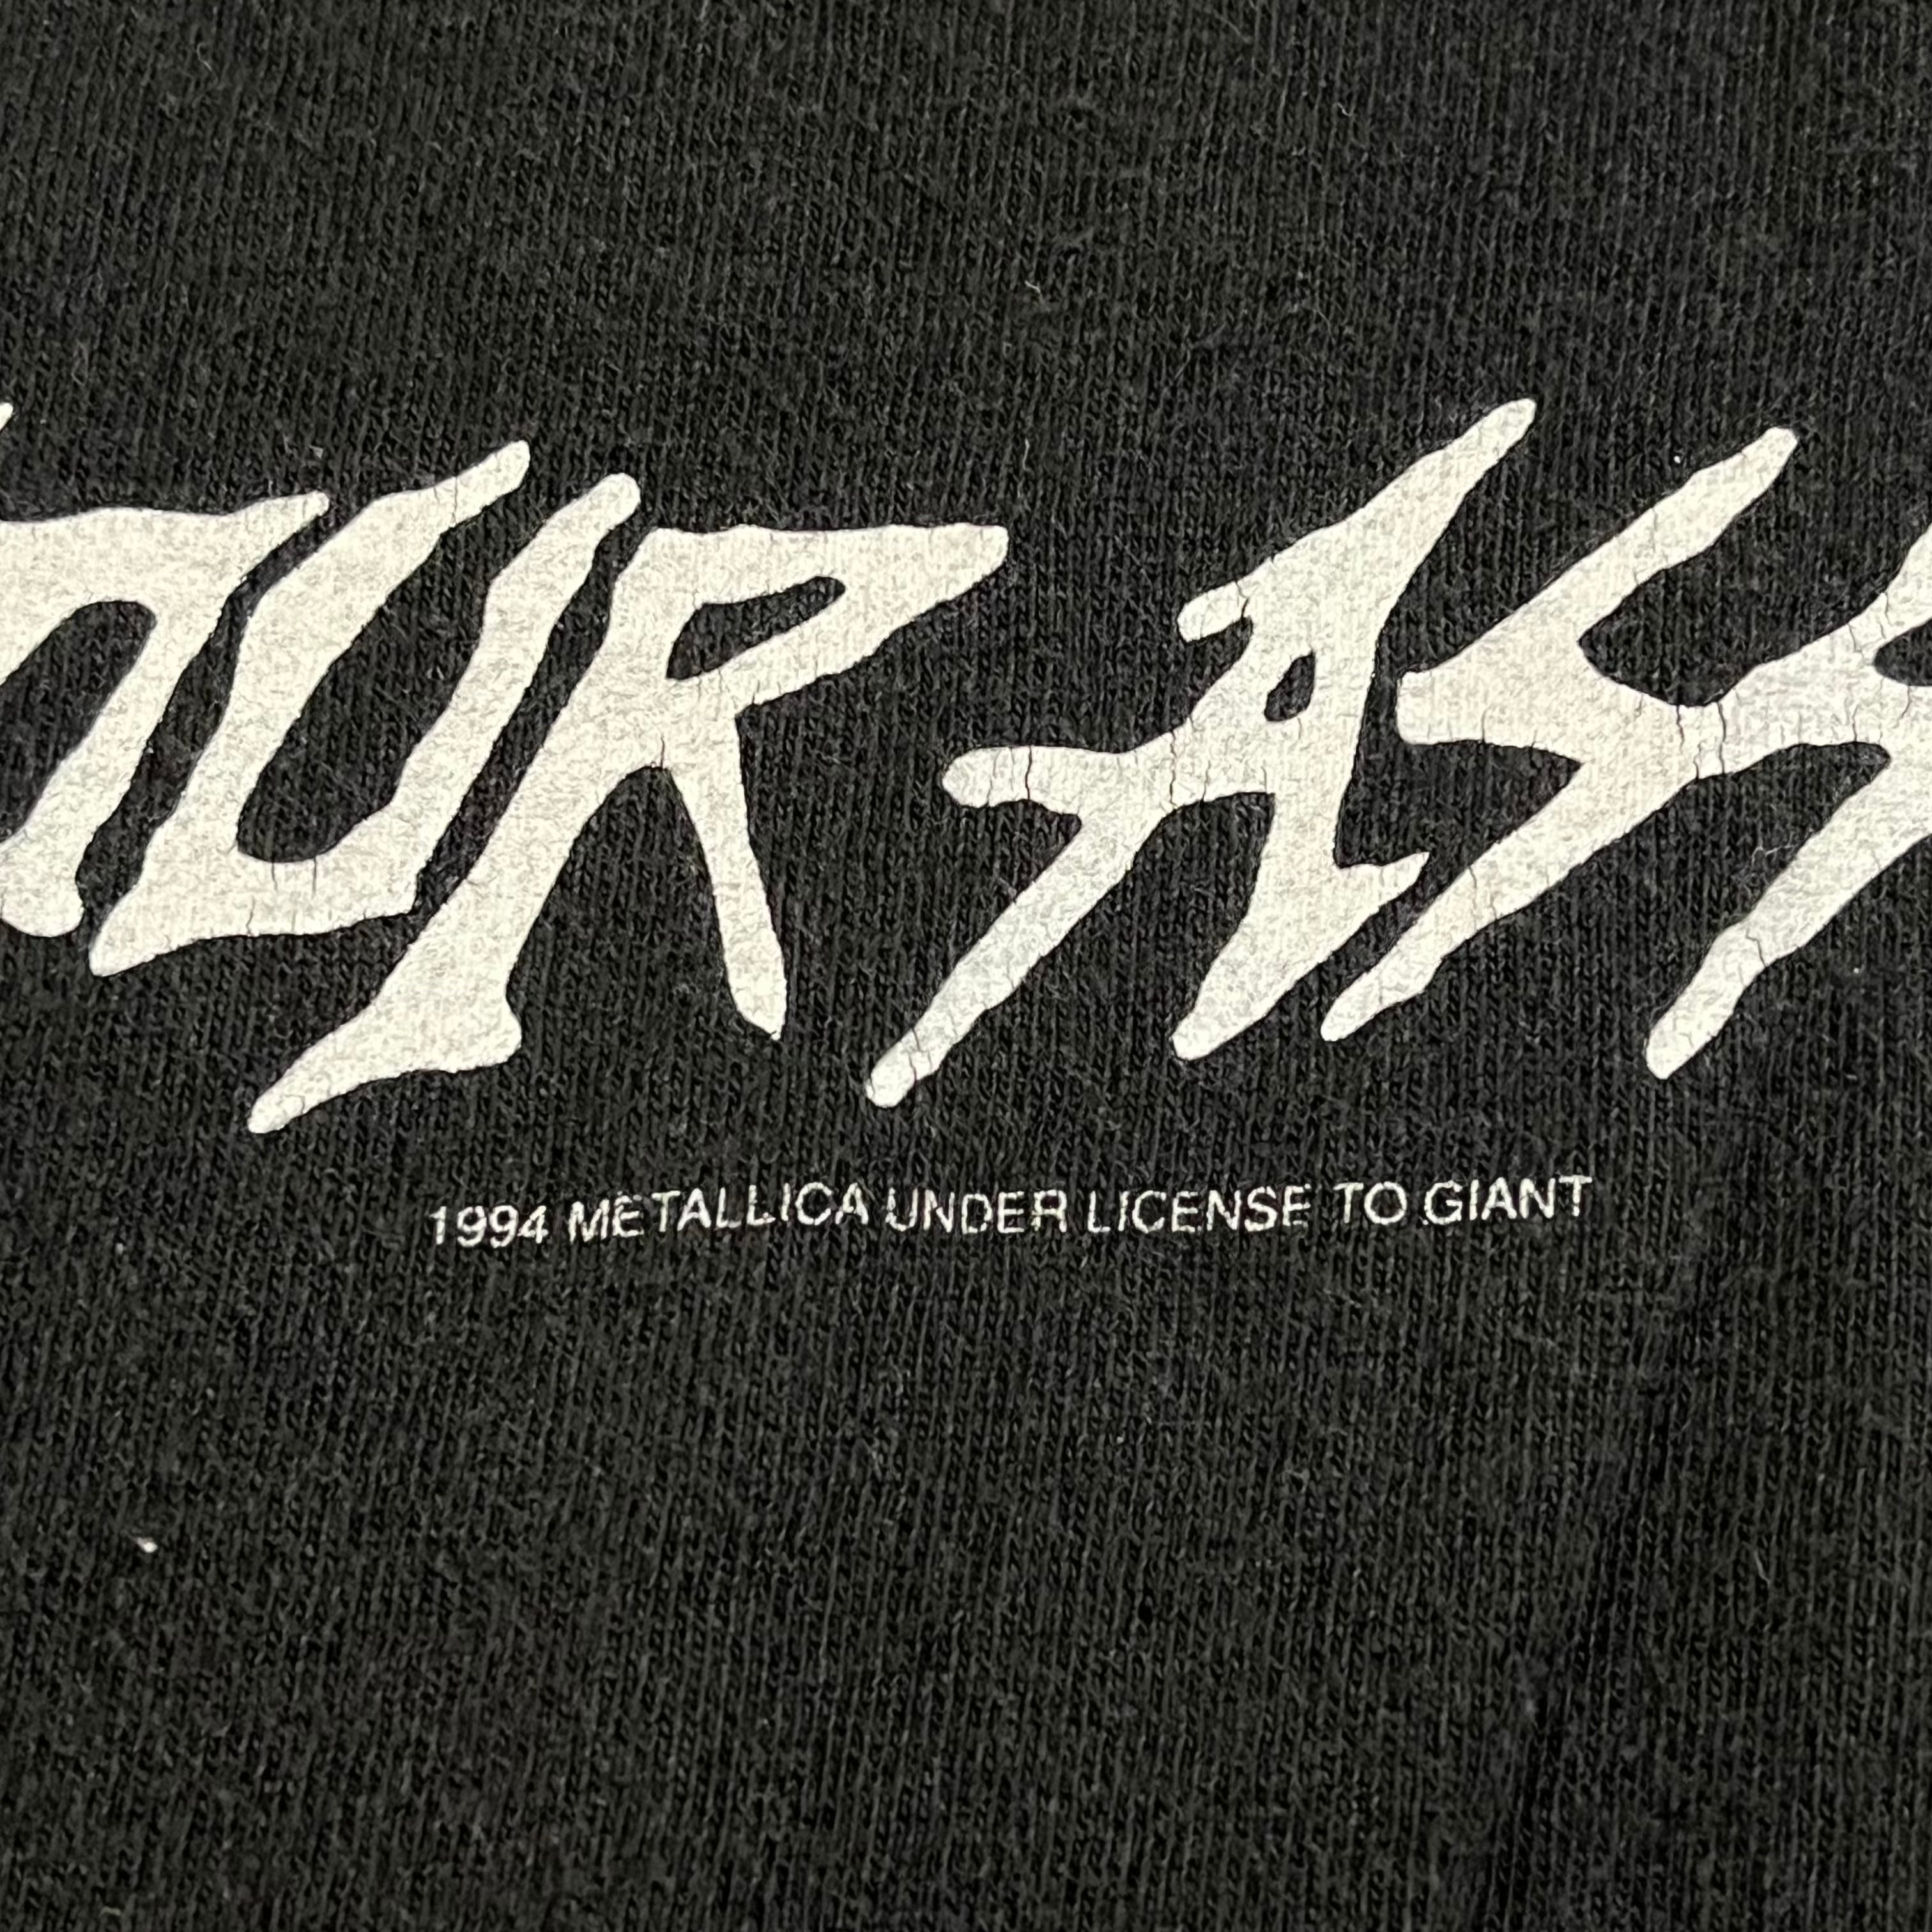 OUR ASS
1994 METALLICA UNDER LICENSE TO GIANT